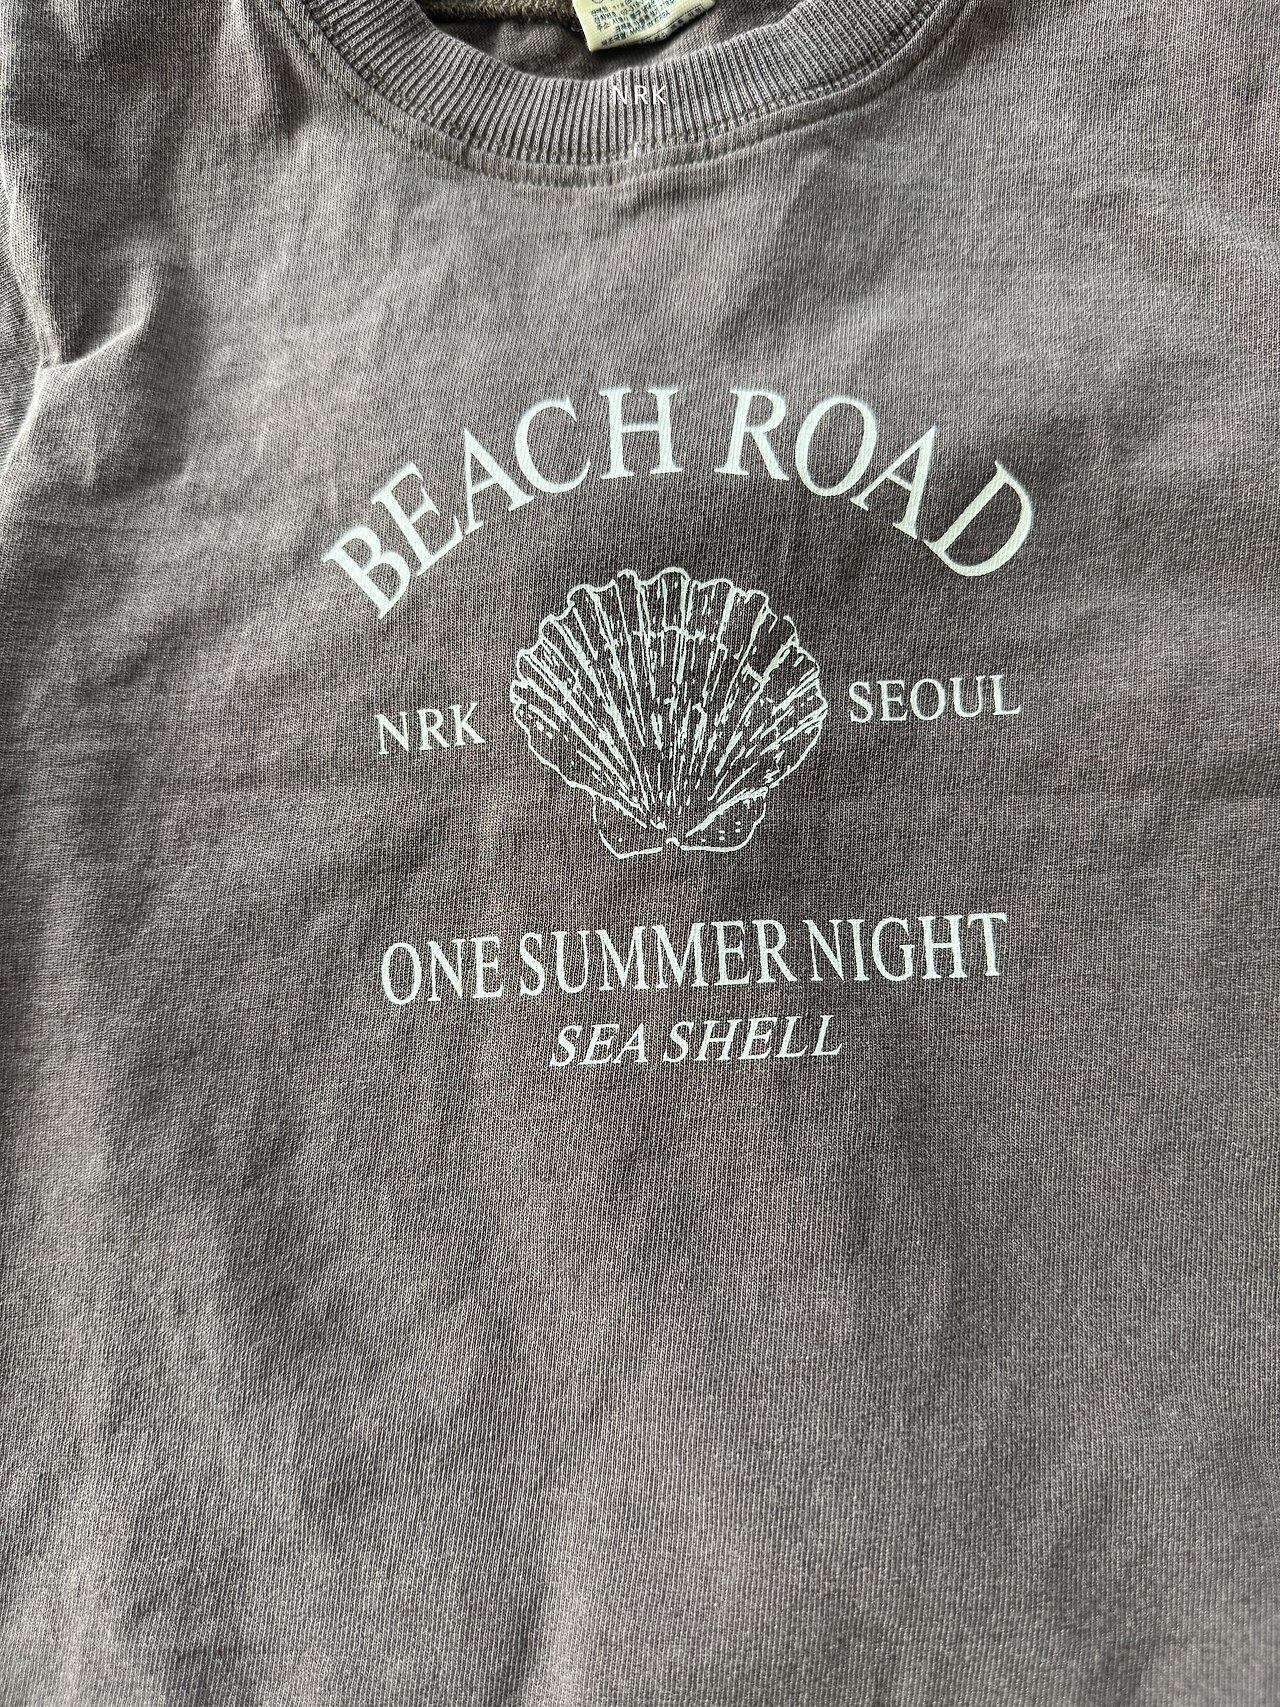 NRK
BEACH ROAD
NRK SEOUL
ONE SUMMER NIGHT
SEA SHELL